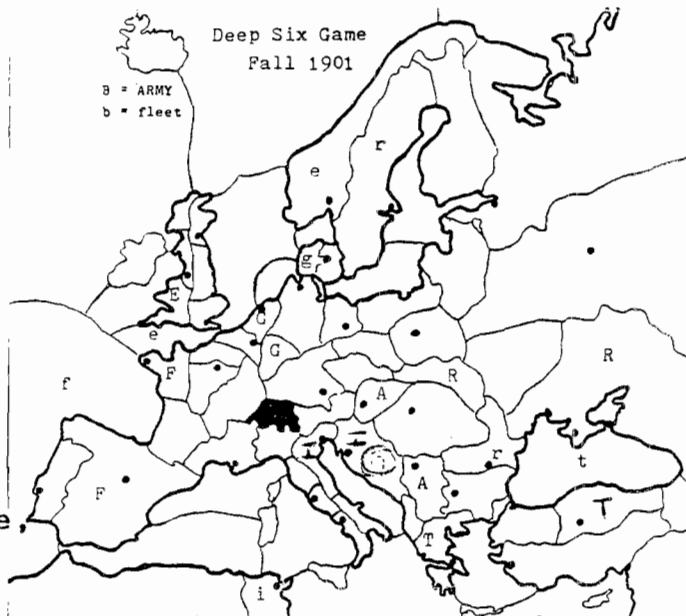 Deep Six Game
Fall 1901
B = ARMY
b = fleet
r
e
g
E
G
e
G
R
F
R
f
A
I
r
t
F
A
T
e,
T
i